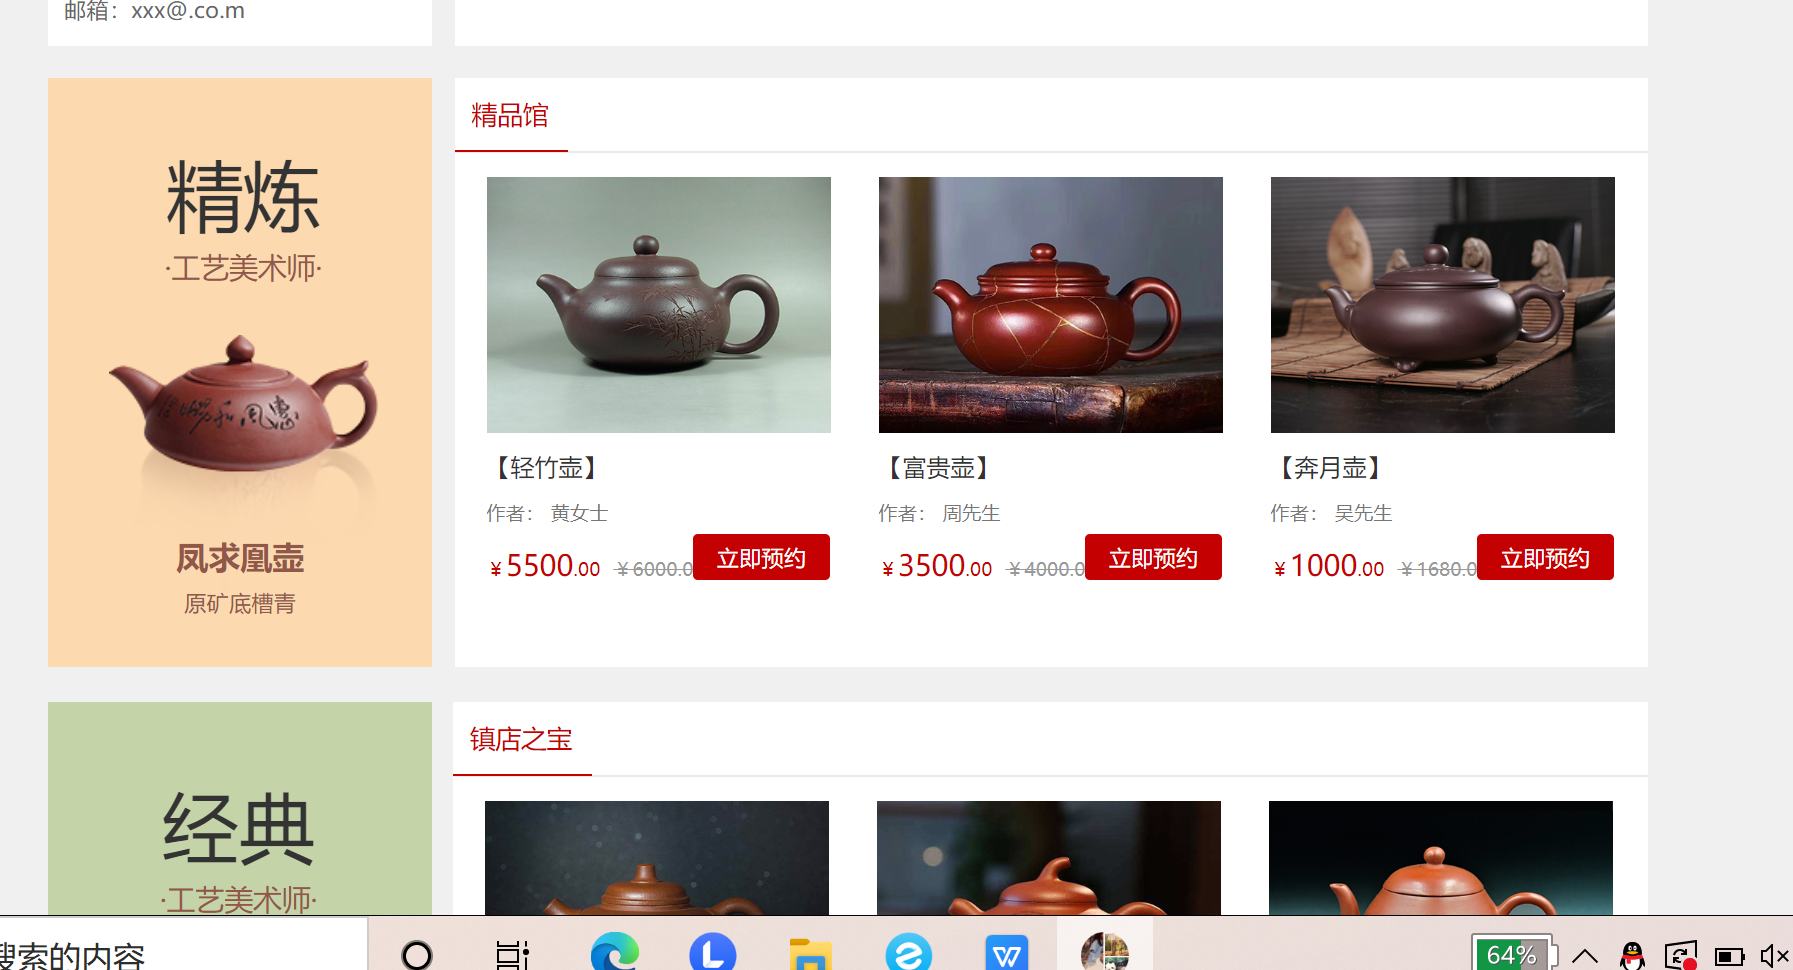 邮箱：xxx@.co.m
精炼
·工艺美术师·
凤求凰壶
原矿底槽青
精品馆
【轻竹壶】
作者： 黄女士
¥5500.00 ¥6000.0 立即预约
【富贵壶】
作者： 周先生
¥3500.00 ¥4000.0 立即预约
【奔月壶】
作者： 吴先生
¥1000.00 ¥1680.0 立即预约
经典
·工艺美术师·
镇店之宝
搜索的内容
64%